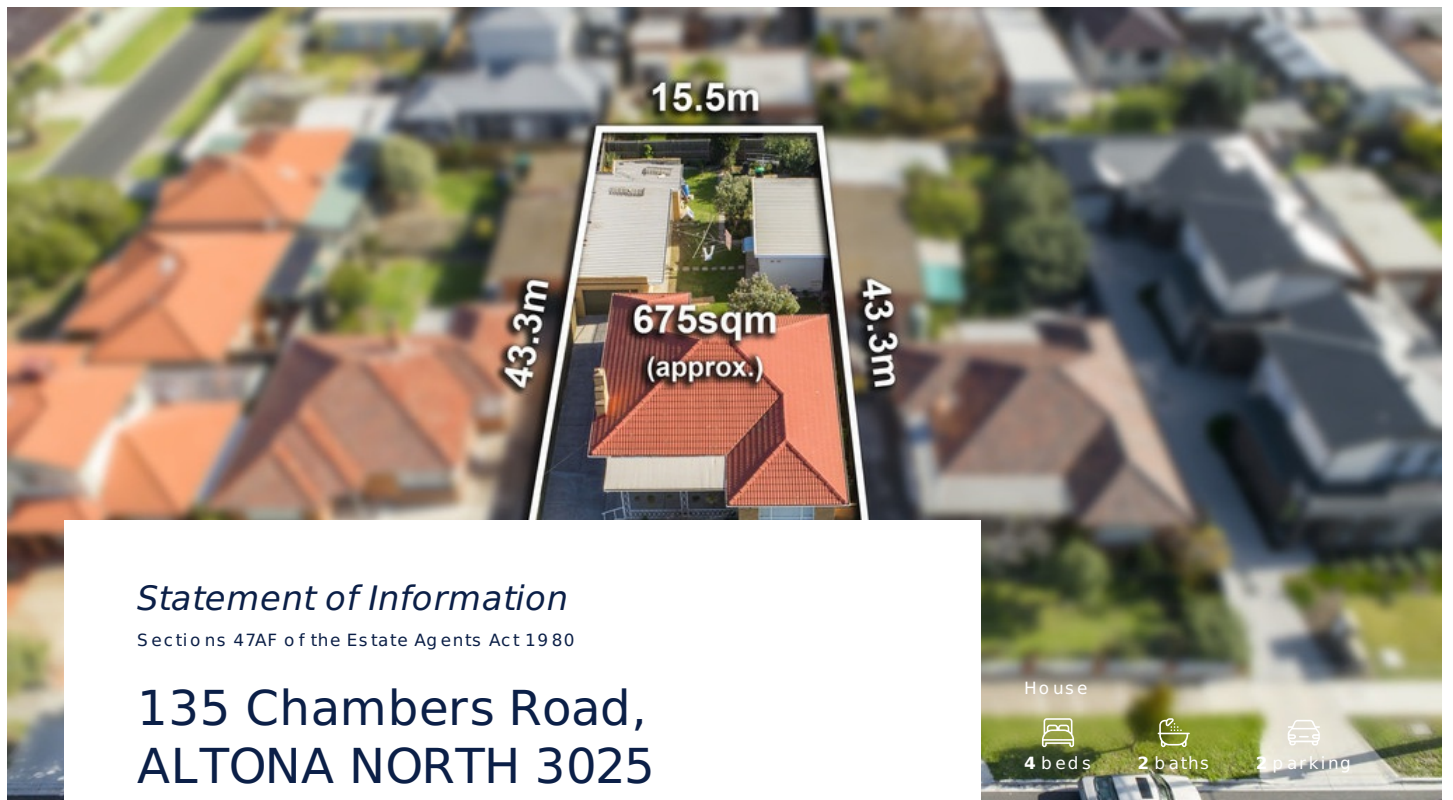 15.5m
43.3m
43.3m
675sqm
(approx.)
Statement of Information
Sections 47AF of the Estate Agents Act 1980
135 Chambers Road,
ALTONA NORTH 3025
House
4 beds 2 baths 2 parking